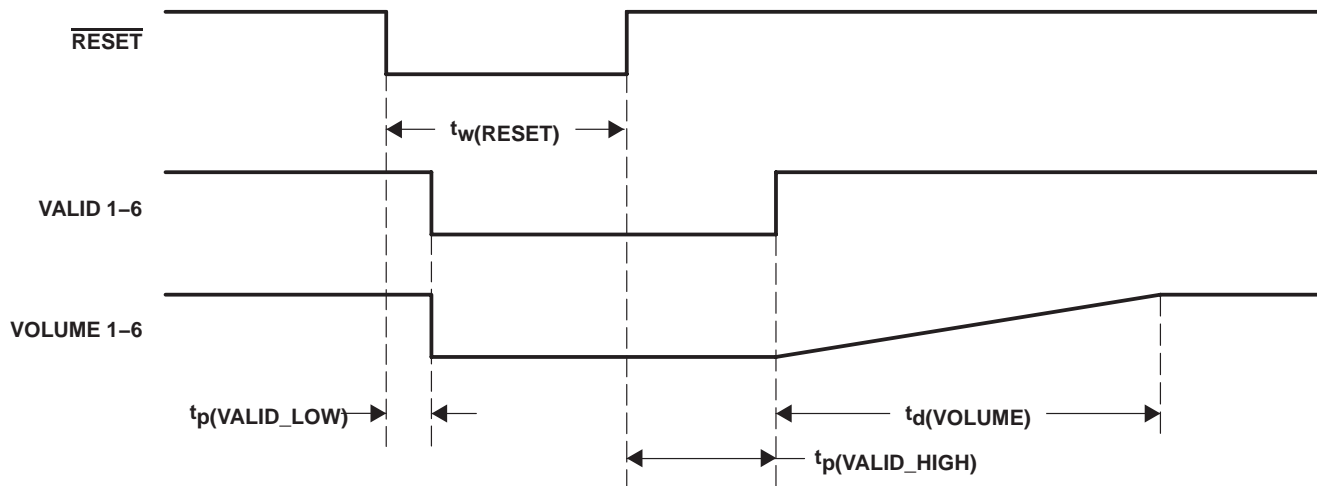 RESET
tw(RESET)
VALID 1–6
VOLUME 1–6
tp(VALID_LOW)
td(VOLUME)
tp(VALID_HIGH)